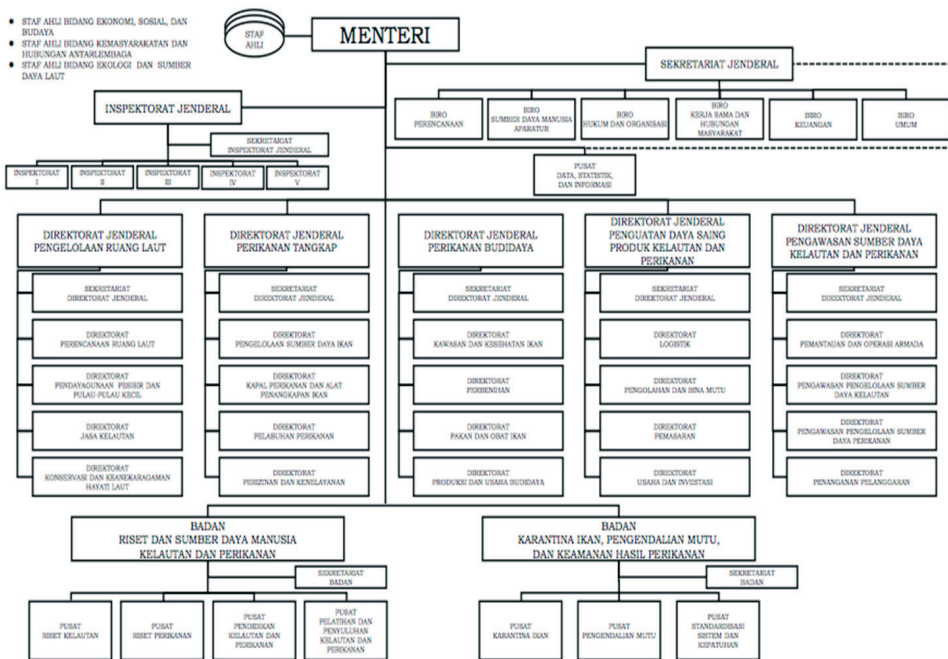 STAF AHLI BIDANG EKONOMI, SOSIAL, DAN
BUDAYA
STAF AHLI BIDANG KEMASYARAKATAN DAN
HUBUNGAN ANTARLEMBAGA
STAF AHLI BIDANG EKOLOGI DAN SUMBER
DAYA LAUT
STAF
AHLI
MENTERI
SEKRETARIAT JENDERAL
INSPEKTORAT JENDERAL
BIRO
PERENCANAAN
BIRO
SUMBER DAYA MANUSIA
APARATUR
BIRO
HUKUM DAN ORGANISASI
BIRO
KERJA SAMA DAN
HUBUNGAN
MASYARAKAT
BIRO
KEUANGAN
BIRO
UMUM
SEKRETARIAT
INSPEKTORAT JENDERAL
INSPEKTORAT
I
INSPEKTORAT
II
INSPEKTORAT
III
INSPEKTORAT
IV
INSPEKTORAT
V
PUSAT
DATA, STATISTIK,
DAN INFORMASI
DIREKTORAT JENDERAL
PENGELOLAAN RUANG LAUT
SEKRETARIAT
DIREKTORAT JENDERAL
DIREKTORAT
PERENCANAAN RUANG LAUT
DIREKTORAT
PENDAYAGUNAAN PESISIR DAN
PULAU-PULAU KECIL
DIREKTORAT
JASA KELAUTAN
DIREKTORAT
KONSERVASI DAN KEANEKARAGAMAN
HAYATI LAUT
DIREKTORAT JENDERAL
PERIKANAN TANGKAP
SEKRETARIAT
DIREKTORAT JENDERAL
DIREKTORAT
PENGELOLAAN SUMBER DAYA IKAN
DIREKTORAT
KAPAL PERIKANAN DAN ALAT
PENANGKAPAN IKAN
DIREKTORAT
PELABUHAN PERIKANAN
DIREKTORAT
PERIZINAN DAN KENELAYANAN
DIREKTORAT JENDERAL
PERIKANAN BUDIDAYA
SEKRETARIAT
DIREKTORAT JENDERAL
DIREKTORAT
KAWASAN DAN KESEHATAN IKAN
DIREKTORAT
PERBENIHAN
DIREKTORAT
PAKAN DAN OBAT IKAN
DIREKTORAT
PRODUKSI DAN USAHA BUDIDAYA
DIREKTORAT JENDERAL
PENGUATAN DAYA SAING
PRODUK KELAUTAN DAN
PERIKANAN
SEKRETARIAT
DIREKTORAT JENDERAL
DIREKTORAT
LOGISTIK
DIREKTORAT
PENGOLAHAN DAN BINA MUTU
DIREKTORAT
PEMASARAN
DIREKTORAT
USAHA DAN INVESTASI
DIREKTORAT JENDERAL
PENGAWASAN SUMBER DAYA
KELAUTAN DAN PERIKANAN
SEKRETARIAT
DIREKTORAT JENDERAL
DIREKTORAT
PEMANTAUAN DAN OPERASI ARMADA
DIREKTORAT
PENGAWASAN PENGELOLAAN SUMBER
DAYA KELAUTAN
DIREKTORAT
PENGAWASAN PENGELOLAAN SUMBER
DAYA PERIKANAN
DIREKTORAT
PENANGANAN PELANGGARAN
BADAN
RISET DAN SUMBER DAYA MANUSIA
KELAUTAN DAN PERIKANAN
SEKRETARIAT
BADAN
PUSAT
RISET KELAUTAN
PUSAT
RISET PERIKANAN
PUSAT
PENDIDIKAN
KELAUTAN DAN
PERIKANAN
PUSAT
PELATIHAN DAN
PENYULUHAN
KELAUTAN DAN
PERIKANAN
BADAN
KARANTINA IKAN, PENGENDALIAN MUTU,
DAN KEAMANAN HASIL PERIKANAN
SEKRETARIAT
BADAN
PUSAT
KARANTINA IKAN
PUSAT
PENGENDALIAN MUTU
PUSAT
STANDARDISASI
SISTEM DAN
KEPATUHAN